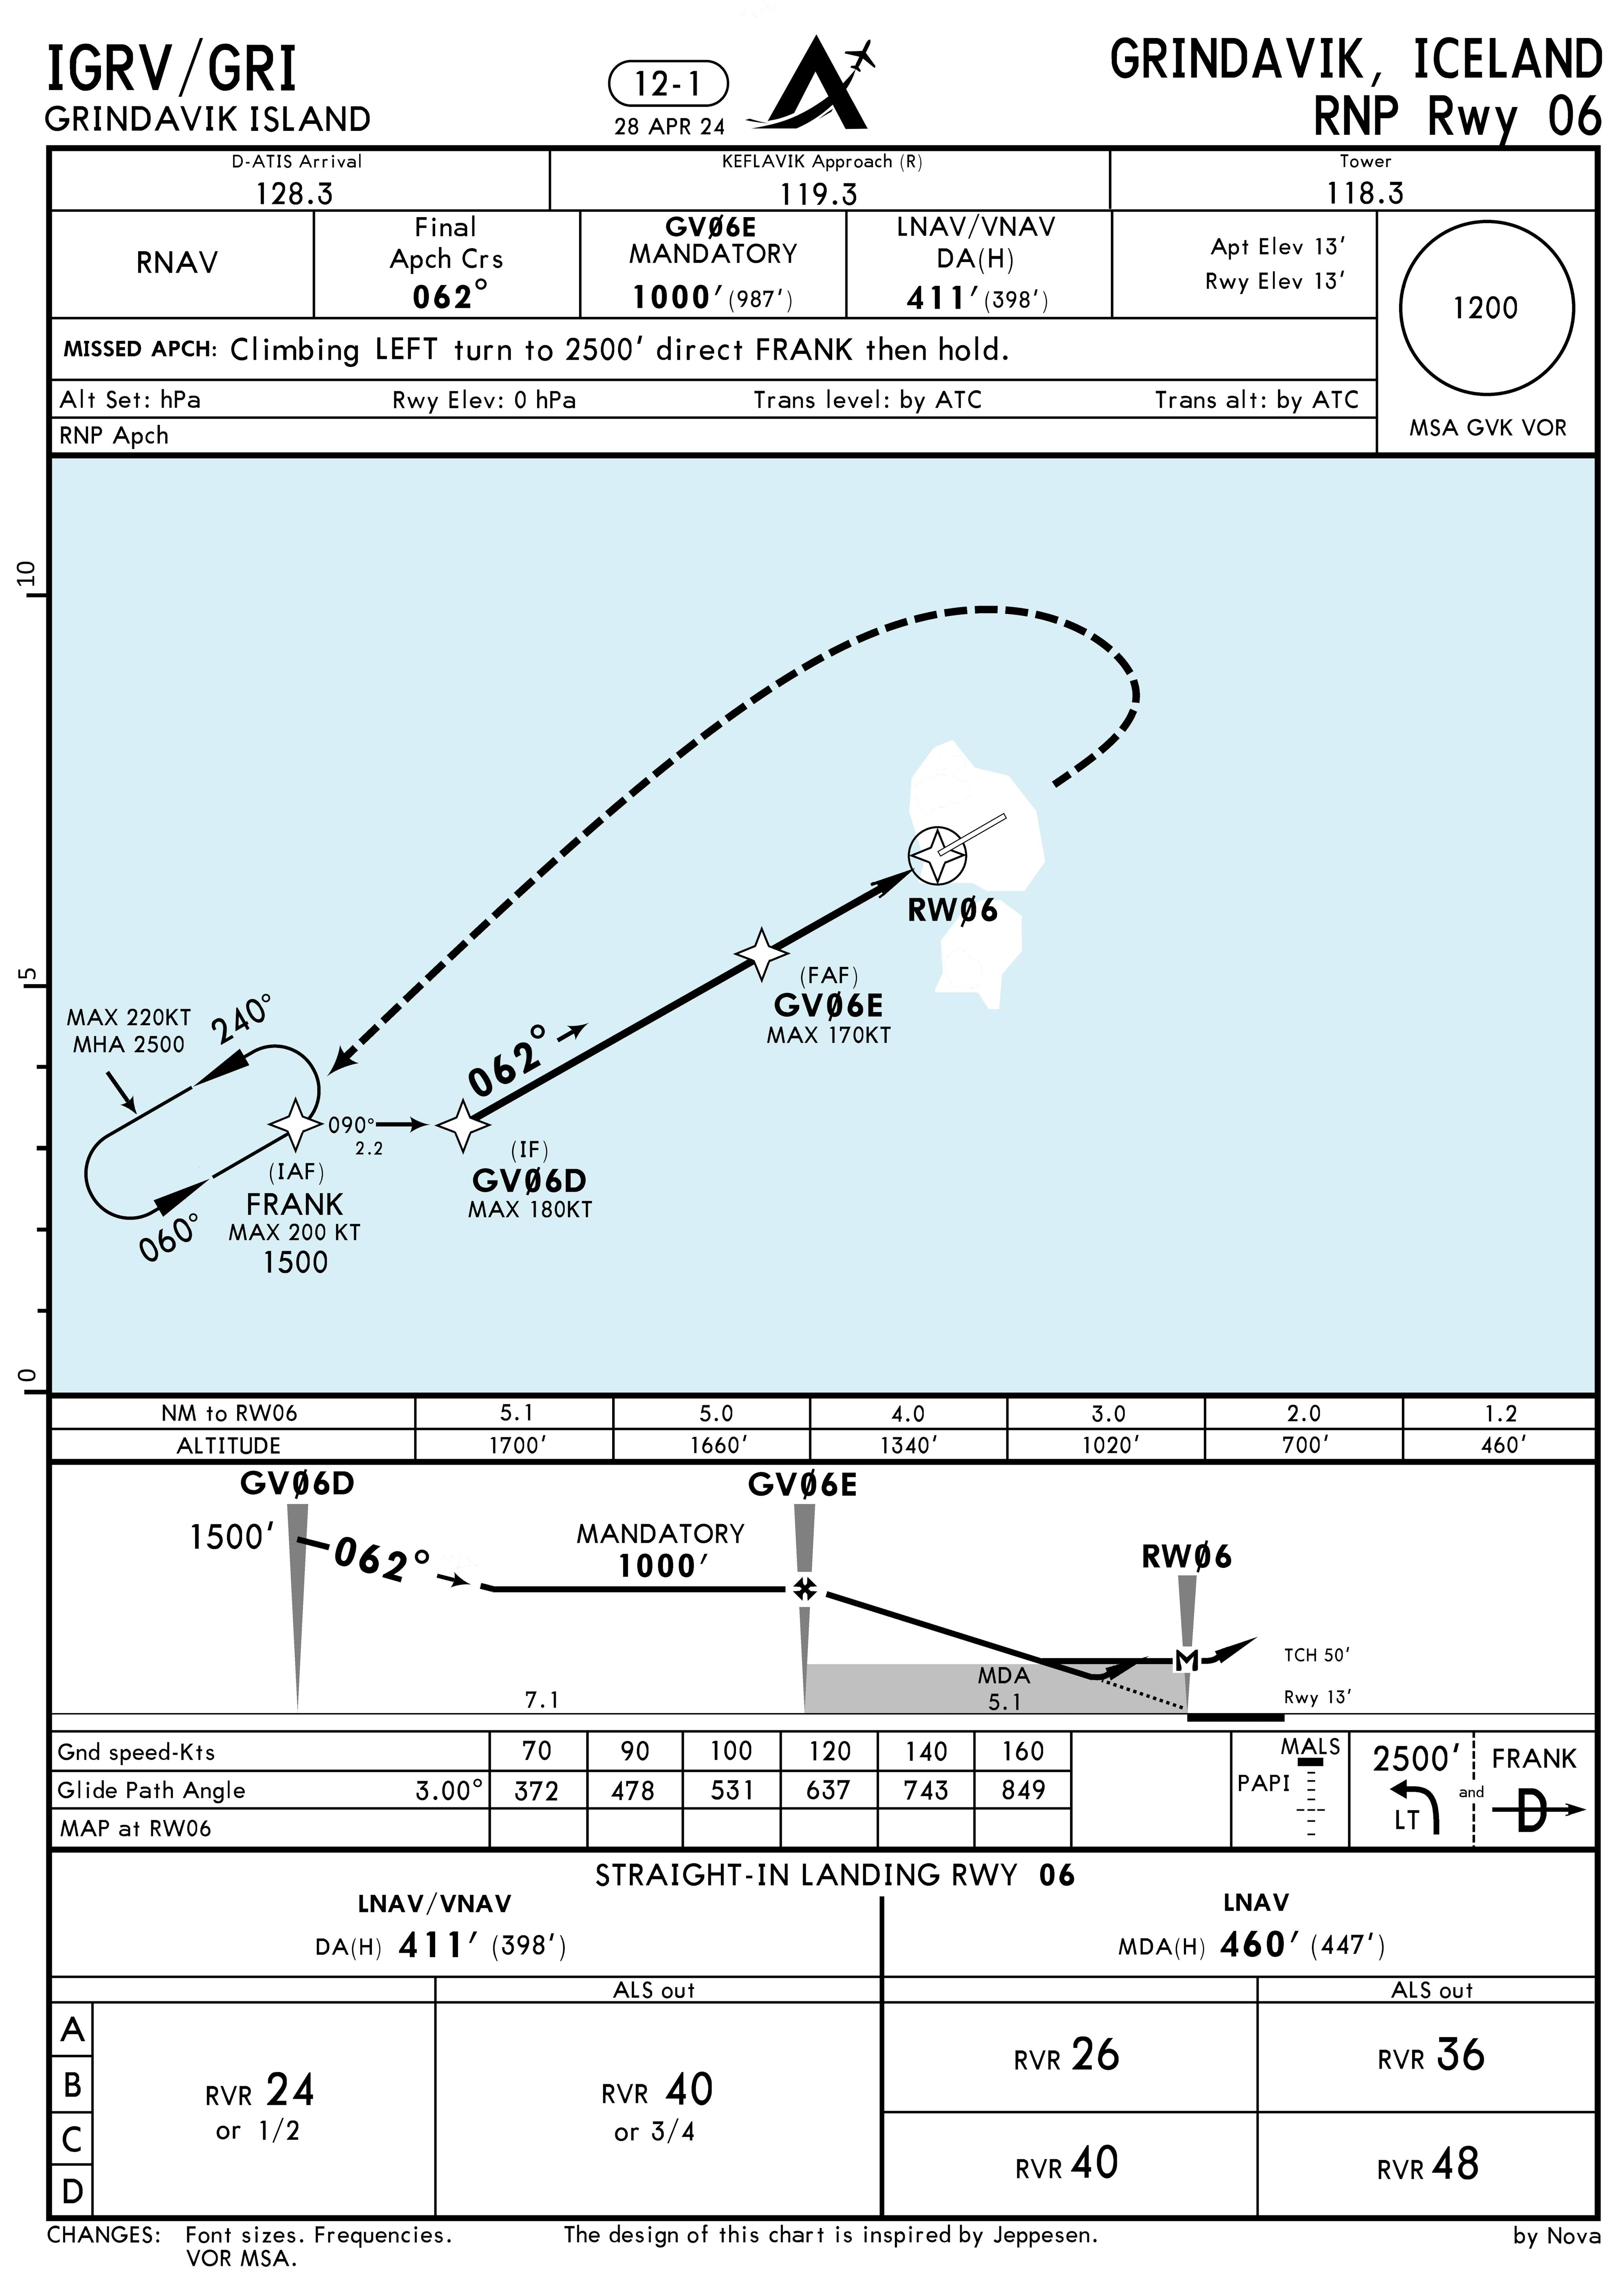 IGRV/GRI
GRINDAVIK ISLAND
12-1
28 APR 24
GRINDAVIK, ICELAND
RNP Rwy 06
D-ATIS Arrival
128.3
KEFLAVIK Approach (R)
119.3
Tower
118.3
RNAV
Final
Apch Crs
062°
GVØ6E
MANDATORY
1000' (987')
LNAV/VNAV
DA(H)
411' (398')
Apt Elev 13'
Rwy Elev 13'
1200
MSA GVK VOR
MISSED APCH: Climbing LEFT turn to 2500' direct FRANK then hold.
Alt Set: hPa Rwy Elev: 0 hPa Trans level: by ATC Trans alt: by ATC
RNP Apch
10
5
0
RWØ6
(FAF)
GVØ6E
MAX 170KT
062°
MAX 220KT
MHA 2500
240°
090°
2.2
060°
(IAF)
FRANK
MAX 200 KT
1500
(IF)
GVØ6D
MAX 180KT
NM to RW06 5.1 5.0 4.0 3.0 2.0 1.2
ALTITUDE 1700' 1660' 1340' 1020' 700' 460'
GVØ6D
GVØ6E
1500'
062°
MANDATORY
1000'
RWØ6
M
TCH 50'
MDA
7.1
5.1
Rwy 13'
Gnd speed-Kts 70 90 100 120 140 160
Glide Path Angle 3.00° 372 478 531 637 743 849
MAP at RW06
MALS
PAPI
2500'
LT
and
FRANK
D
STRAIGHT-IN LANDING RWY 06
LNAV/VNAV
DA(H) 411' (398')
LNAV
MDA(H) 460' (447')
ALS out
ALS out
A
B
C
D
RVR 24
or 1/2
RVR 40
or 3/4
RVR 26
RVR 36
RVR 40
RVR 48
CHANGES: Font sizes. Frequencies.
VOR MSA.
The design of this chart is inspired by Jeppesen.
by Nova